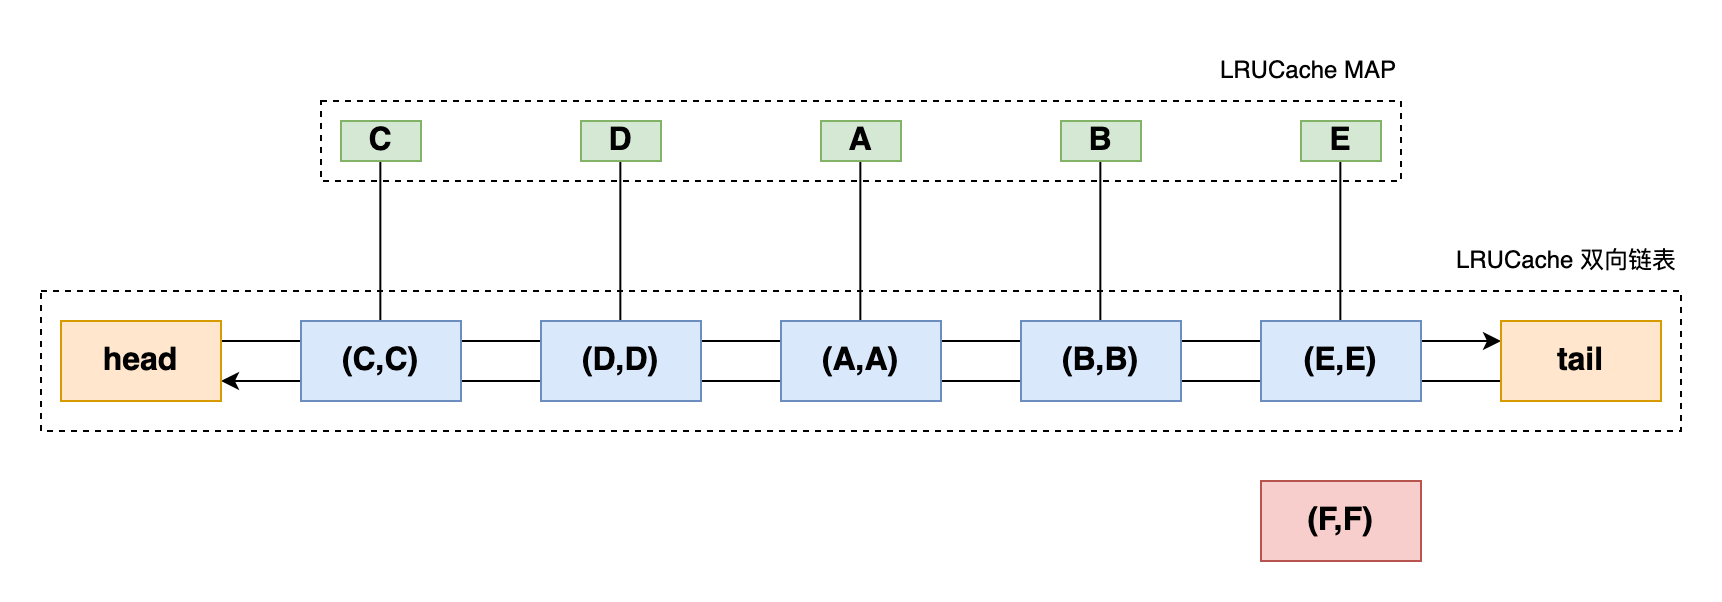 LRUCache MAP
C
D
A
B
E
LRUCache 双向链表
head
(C,C)
(D,D)
(A,A)
(B,B)
(E,E)
tail
(F,F)